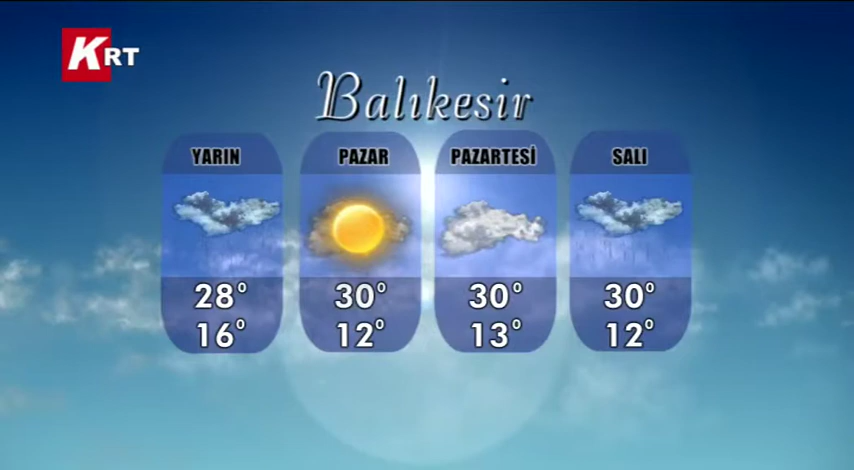 KRT
Balıkesir
YARIN PAZAR PAZARTESİ SALI
28° 30° 30° 30°
16° 12° 13° 12°